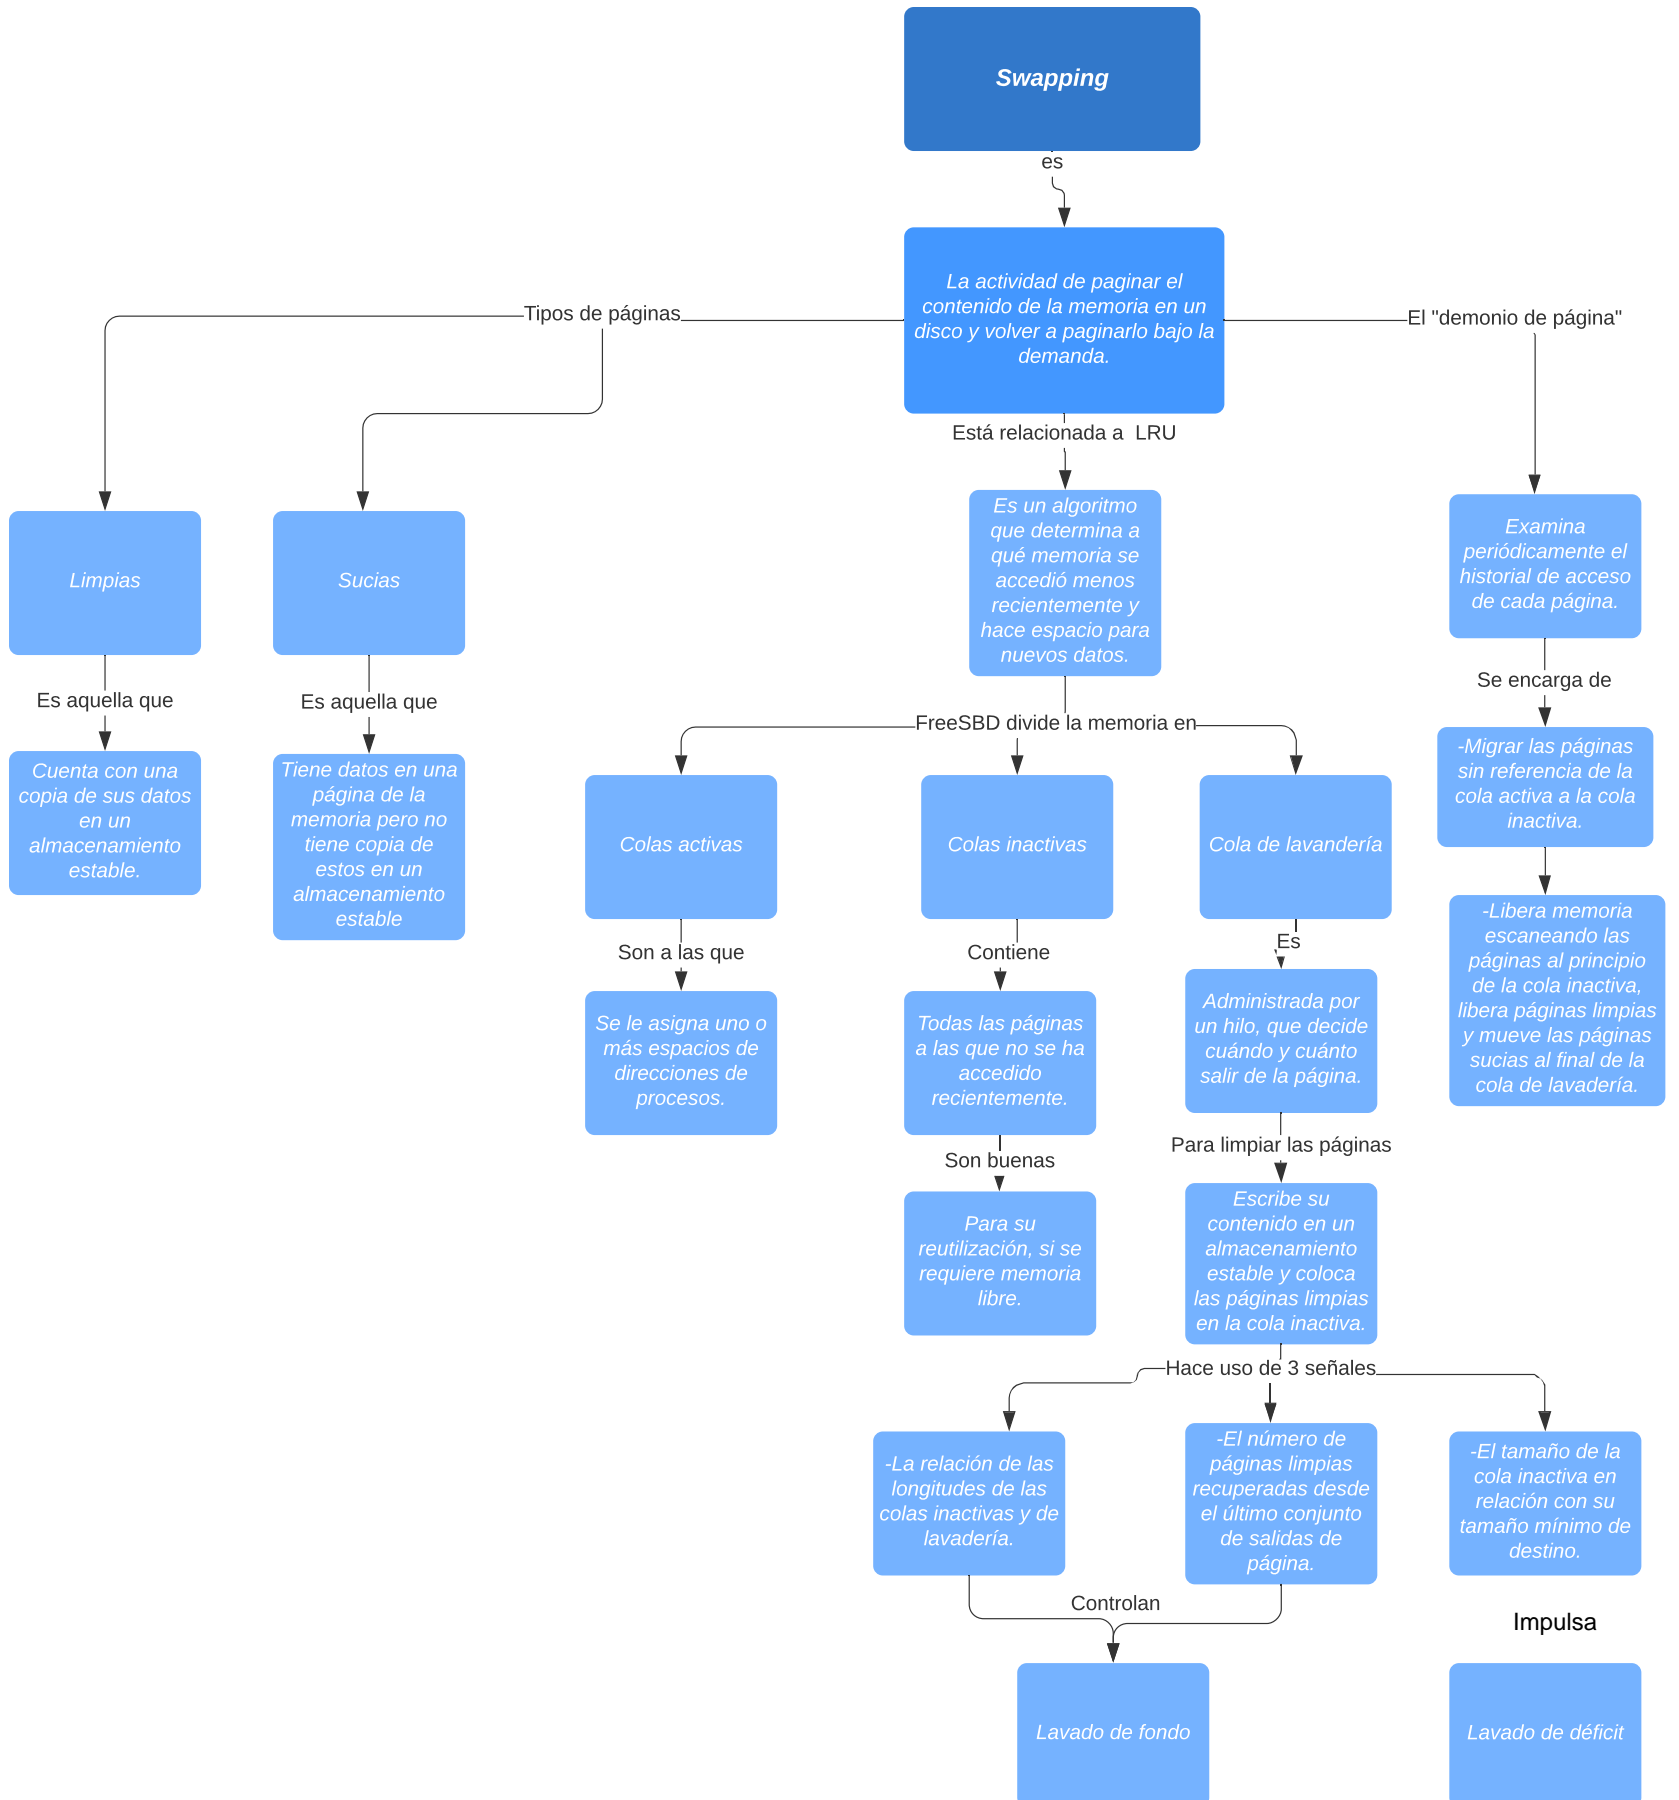 Swapping
es
La actividad de paginar el
contenido de la memoria en un
disco y volver a paginarlo bajo la
demanda.
Tipos de páginas
El "demonio de página"
Está relacionada a  LRU
Limpias
Sucias
Es un algoritmo
que determina a
qué memoria se
accedió menos
recientemente y
hace espacio para
nuevos datos.
Examina
periódicamente el
historial de acceso
de cada página.
Es aquella que
Es aquella que
Se encarga de
FreeSBD divide la memoria en
Cuenta con una
copia de sus datos
en un
almacenamiento
estable.
Tiene datos en una
página de la
memoria pero no
tiene copia de
estos en un
almacenamiento
estable
Colas activas
Colas inactivas
Cola de lavandería
-Migrar las páginas
sin referencia de la
cola activa a la cola
inactiva.
Son a las que
Contiene
Es
-Libera memoria
escaneando las
páginas al principio
de la cola inactiva,
libera páginas limpias
y mueve las páginas
sucias al final de la
cola de lavadería.
Se le asigna uno o
más espacios de
direcciones de
procesos.
Todas las páginas
a las que no se ha
accedido
recientemente.
Administrada por
un hilo, que decide
cuándo y cuánto
salir de la página.
Son buenas
Para limpiar las páginas
Para su
reutilización, si se
requiere memoria
libre.
Escribe su
contenido en un
almacenamiento
estable y coloca
las páginas limpias
en la cola inactiva.
Hace uso de 3 señales
-La relación de las
longitudes de las
colas inactivas y de
lavadería.
-El número de
páginas limpias
recuperadas desde
el último conjunto
de salidas de
página.
-El tamaño de la
cola inactiva en
relación con su
tamaño mínimo de
destino.
Controlan
Impulsa
Lavado de fondo
Lavado de déficit